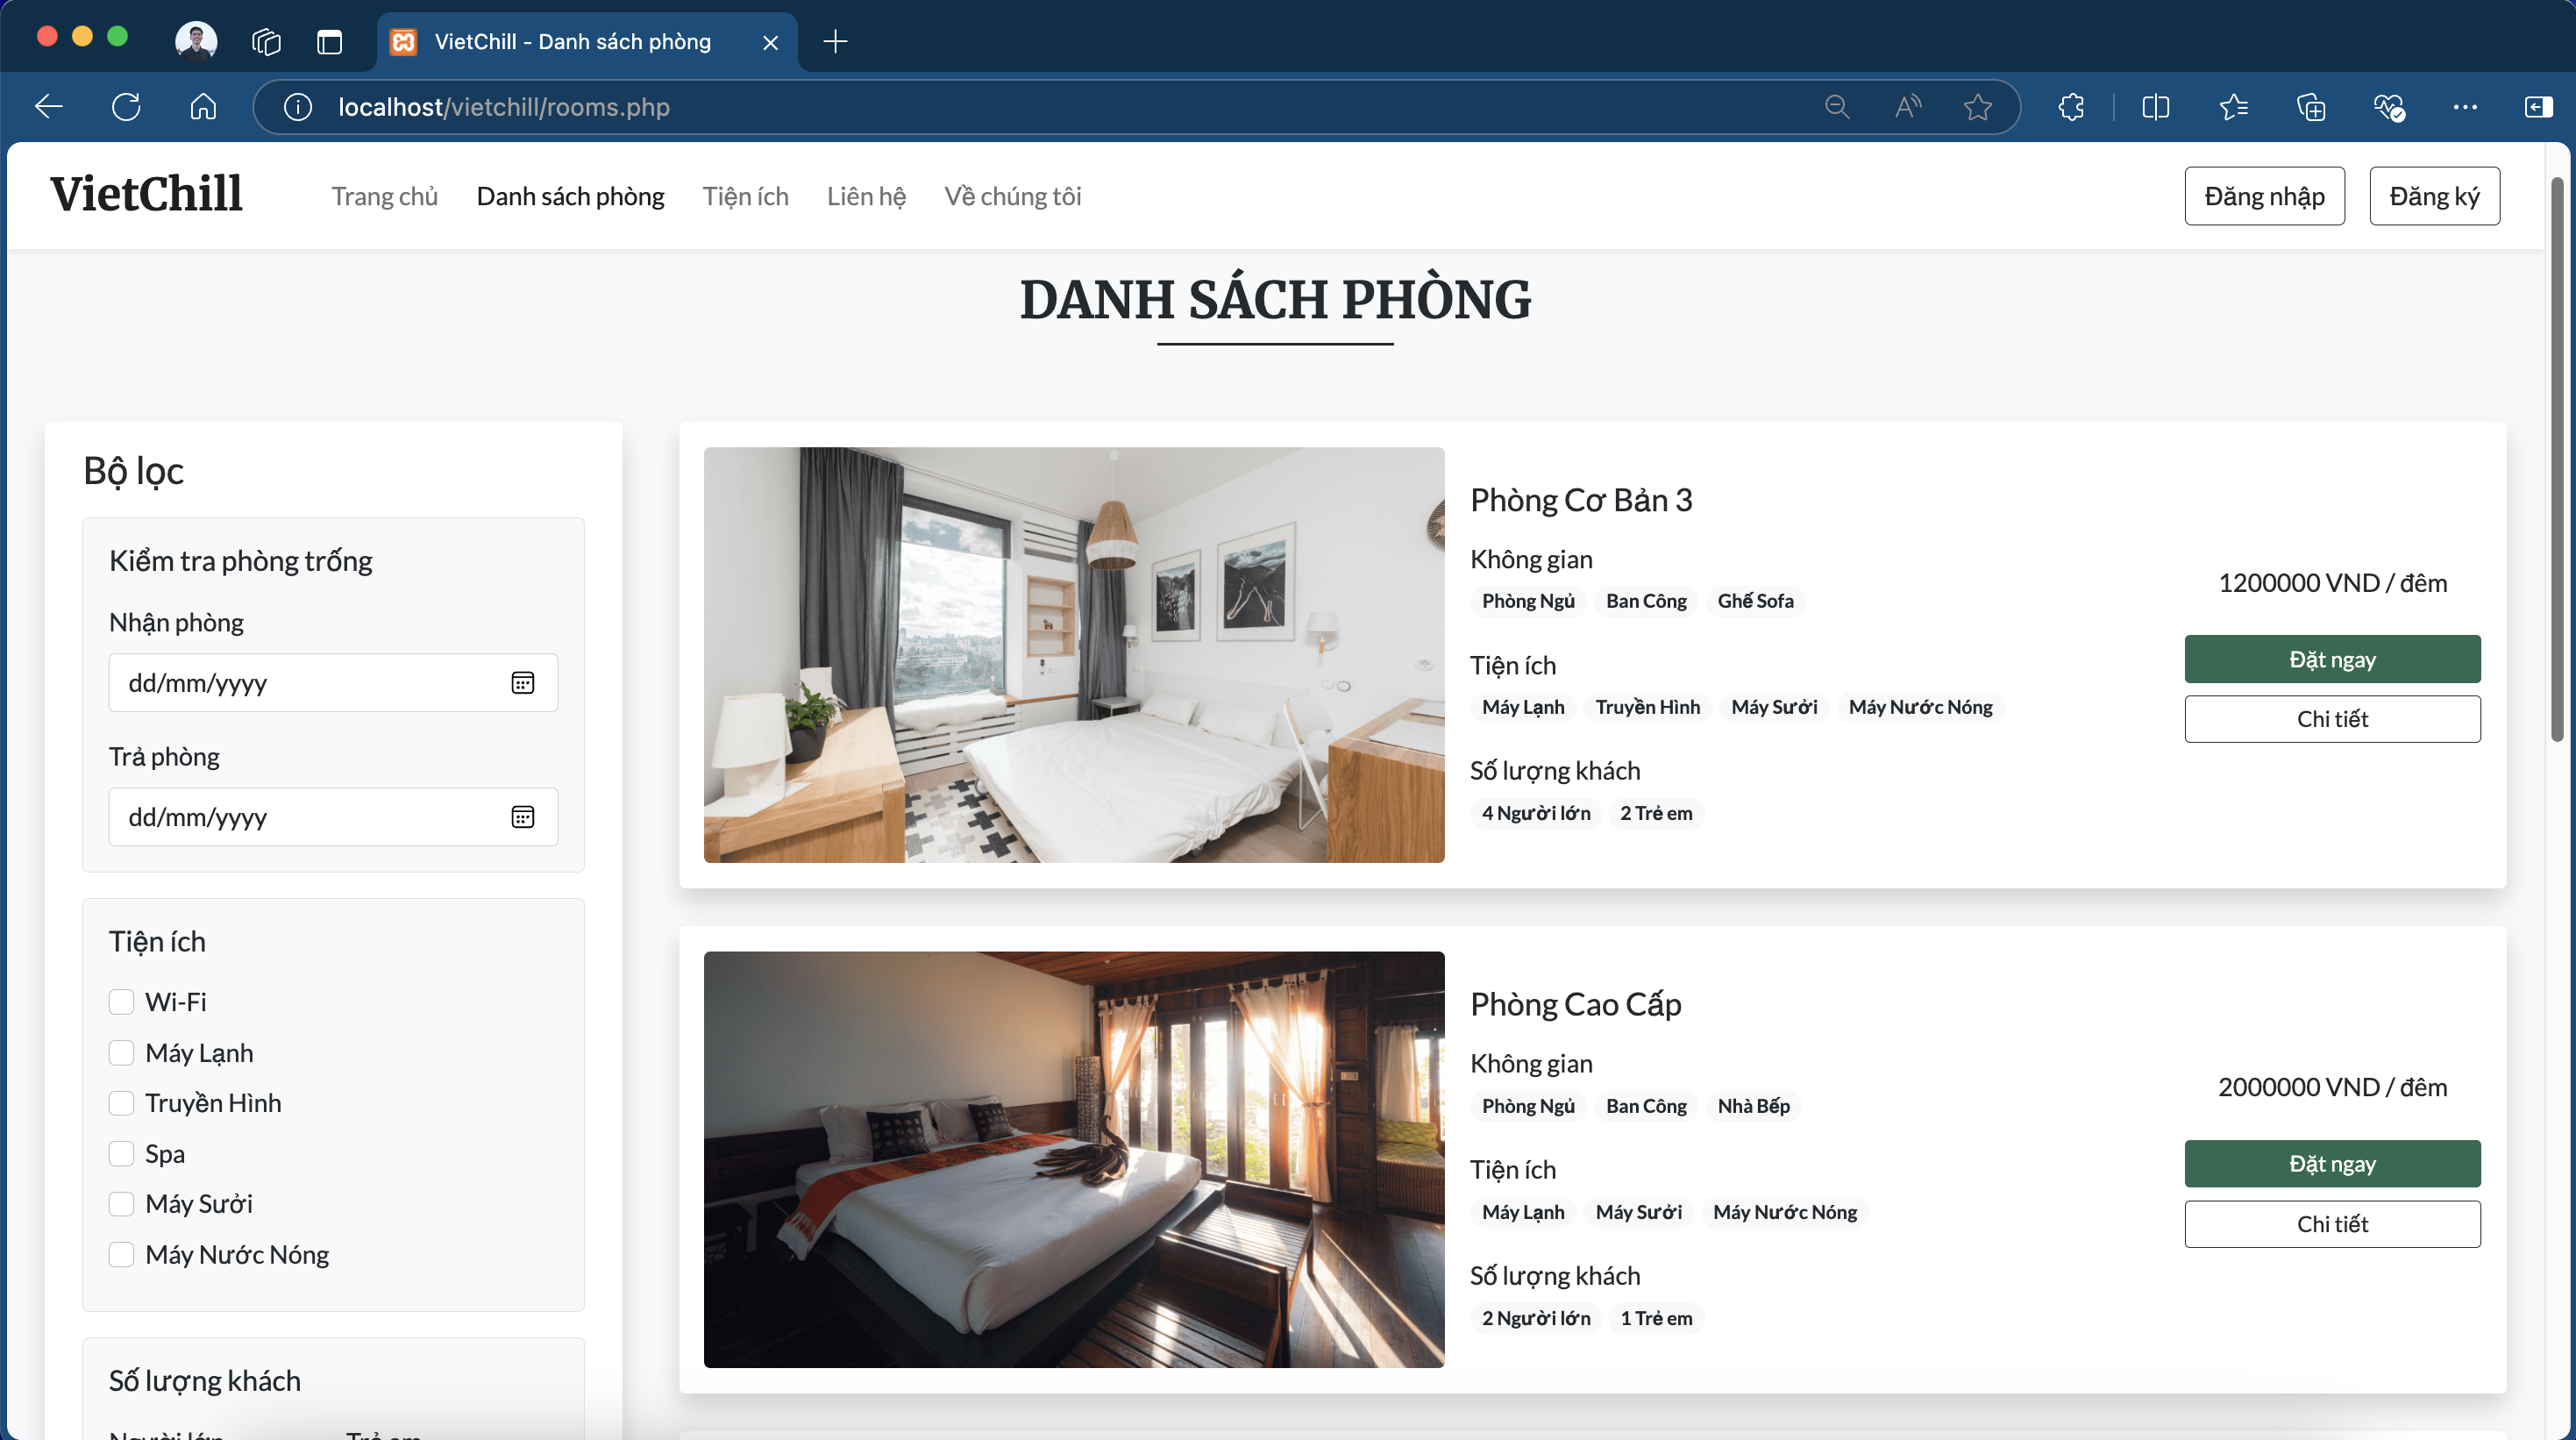 VietChill - Danh sách phòng
localhost/vietchill/rooms.php
VietChill
Trang chủ
Danh sách phòng
Tiện ích
Liên hệ
Về chúng tôi
Đăng nhập
Đăng ký
DANH SÁCH PHÒNG
Bộ lọc
Kiểm tra phòng trống
Nhận phòng
dd/mm/yyyy
Trả phòng
dd/mm/yyyy
Tiện ích
Wi-Fi
Máy Lạnh
Truyền Hình
Spa
Máy Sưởi
Máy Nước Nóng
Số lượng khách
Người lớn Trẻ em
Phòng Cơ Bản 3
Không gian
Phòng Ngủ Ban Công Ghế Sofa
Tiện ích
Máy Lạnh Truyền Hình Máy Sưởi Máy Nước Nóng
Số lượng khách
4 Người lớn 2 Trẻ em
1200000 VND / đêm
Đặt ngay
Chi tiết
Phòng Cao Cấp
Không gian
Phòng Ngủ Ban Công Nhà Bếp
Tiện ích
Máy Lạnh Máy Sưởi Máy Nước Nóng
Số lượng khách
2 Người lớn 1 Trẻ em
2000000 VND / đêm
Đặt ngay
Chi tiết